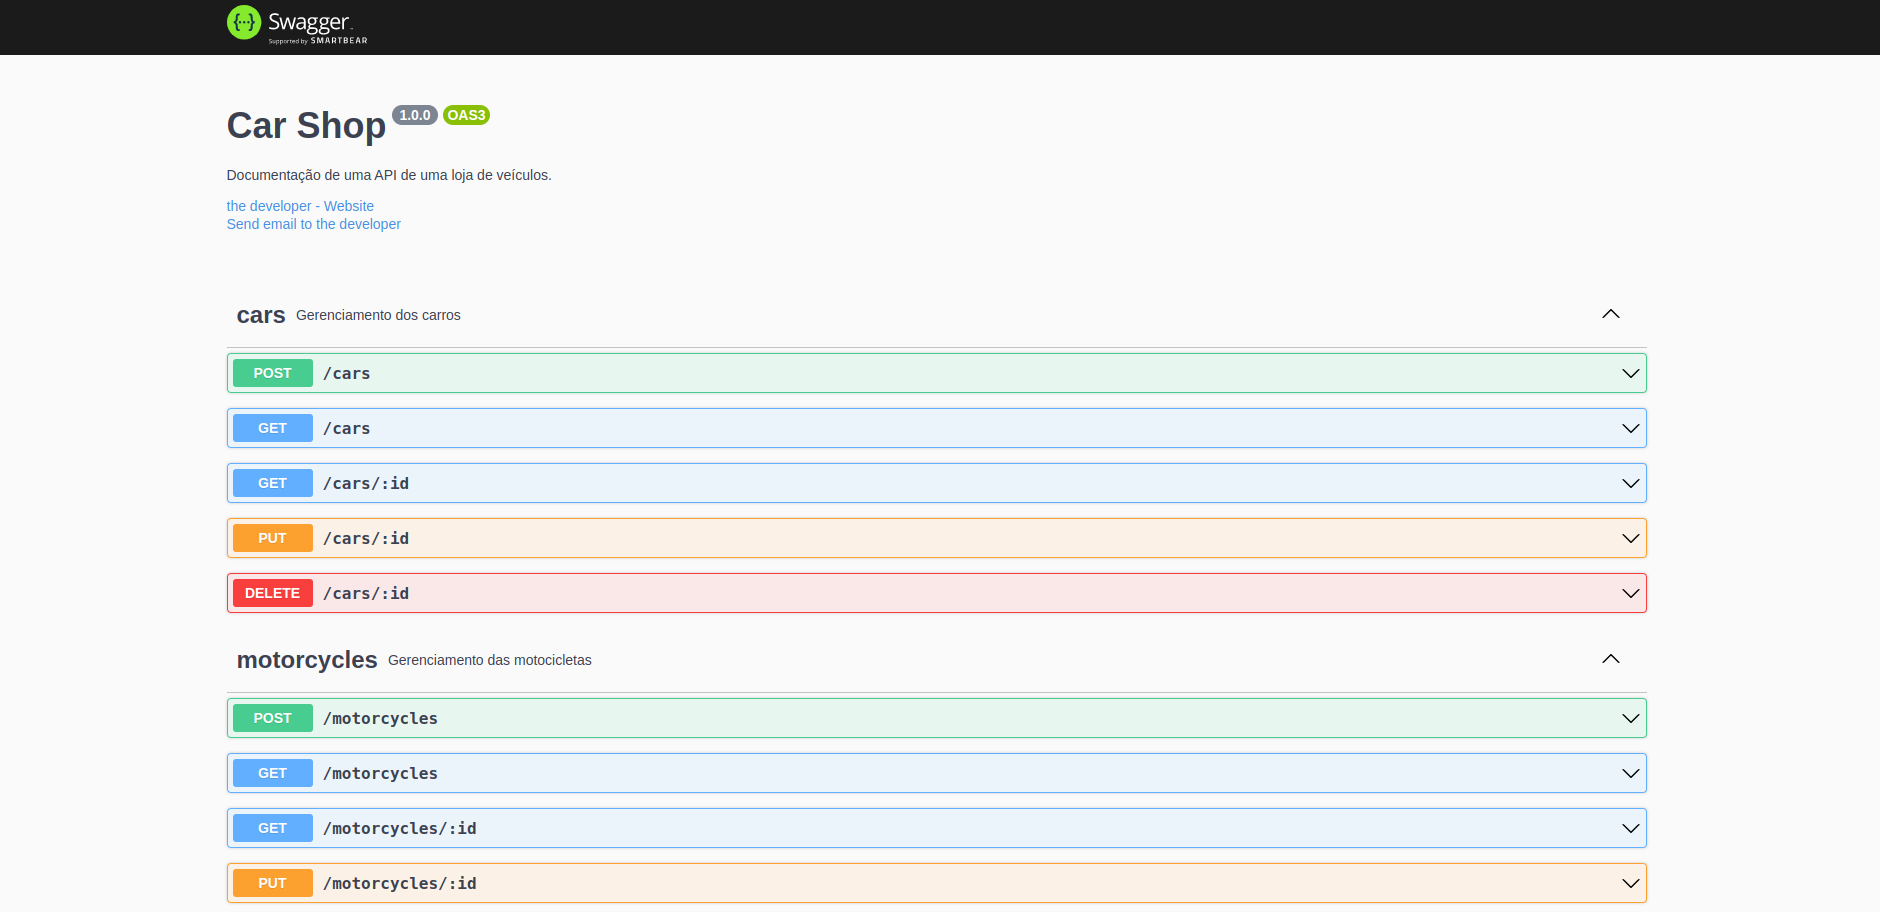 Swagger
Supported by SMARTBEAR
Car Shop 1.0.0 OAS3
Documentação de uma API de uma loja de veículos.
the developer - Website
Send email to the developer
cars Gerenciamento dos carros
POST /cars
GET /cars
GET /cars/:id
PUT /cars/:id
DELETE /cars/:id
motorcycles Gerenciamento das motocicletas
POST /motorcycles
GET /motorcycles
GET /motorcycles/:id
PUT /motorcycles/:id